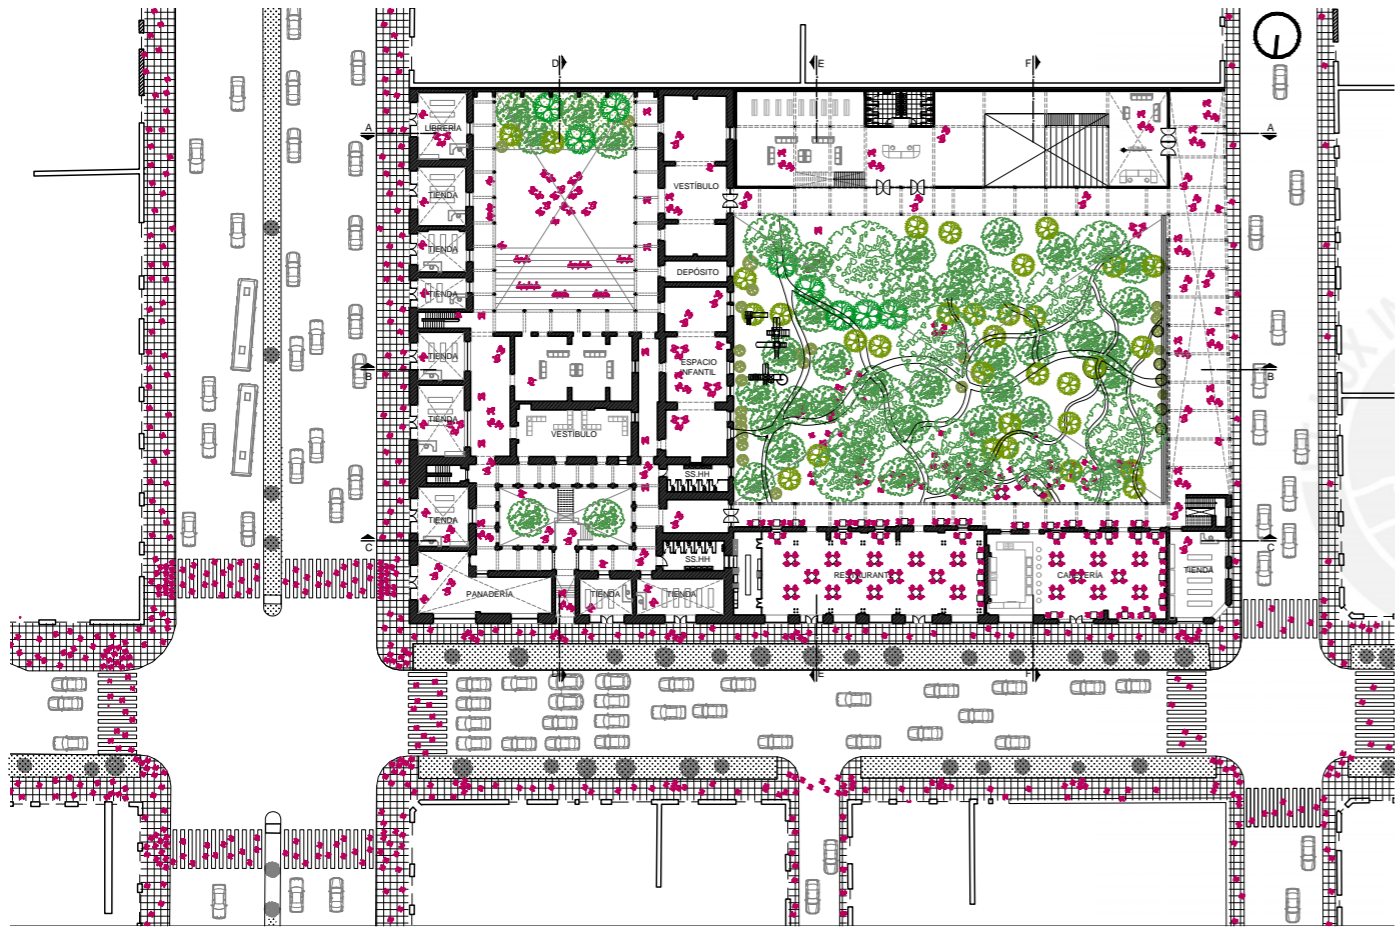 D
E
F
A
LIBRERÍA
A
TIENDA
VESTÍBULO
TIENDA
DEPÓSITO
TIENDA
TIENDA
ESPACIO
INFANTIL
B
B
TIENDA
VESTÍBULO
SS.HH
TIENDA
C
C
SS.HH
TIENDA
RESTAURANTE
CAFETERÍA
PANADERÍA
TIENDA
TIENDA
D
E
F